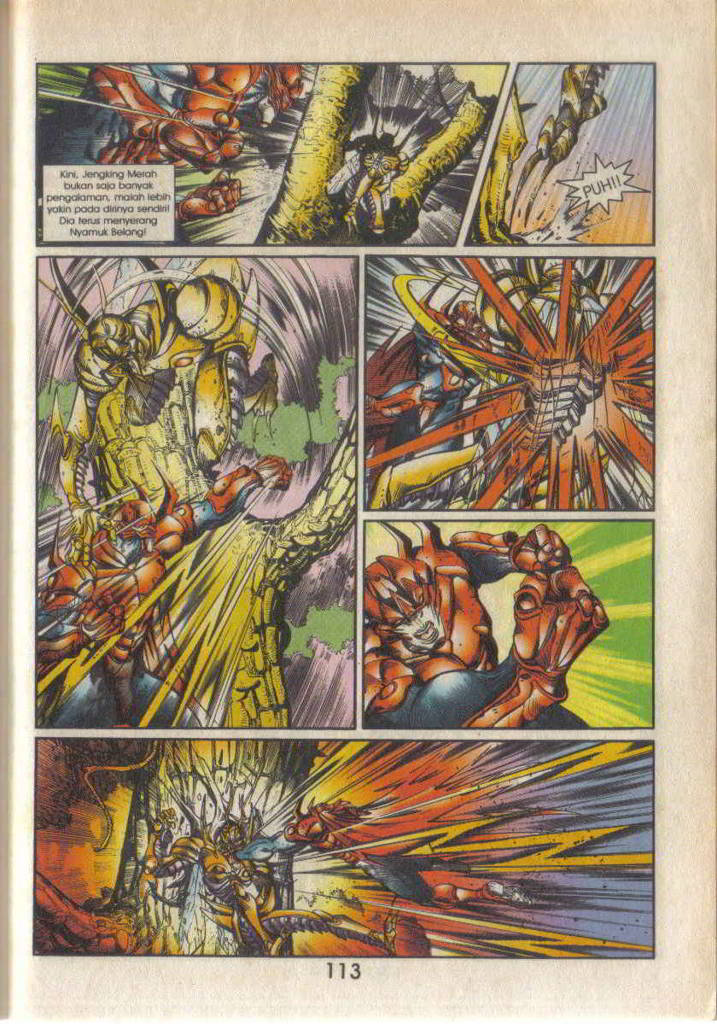 Kini, Jengking Merah
bukan saja banyak
pengalaman, malah lebih
yakin pada dirinya sendiri!
Dia terus menyerang
Nyamuk Belang!
PUH!!
113